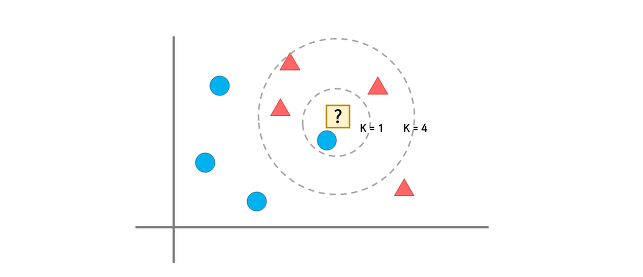 ?
K = 1
K = 4